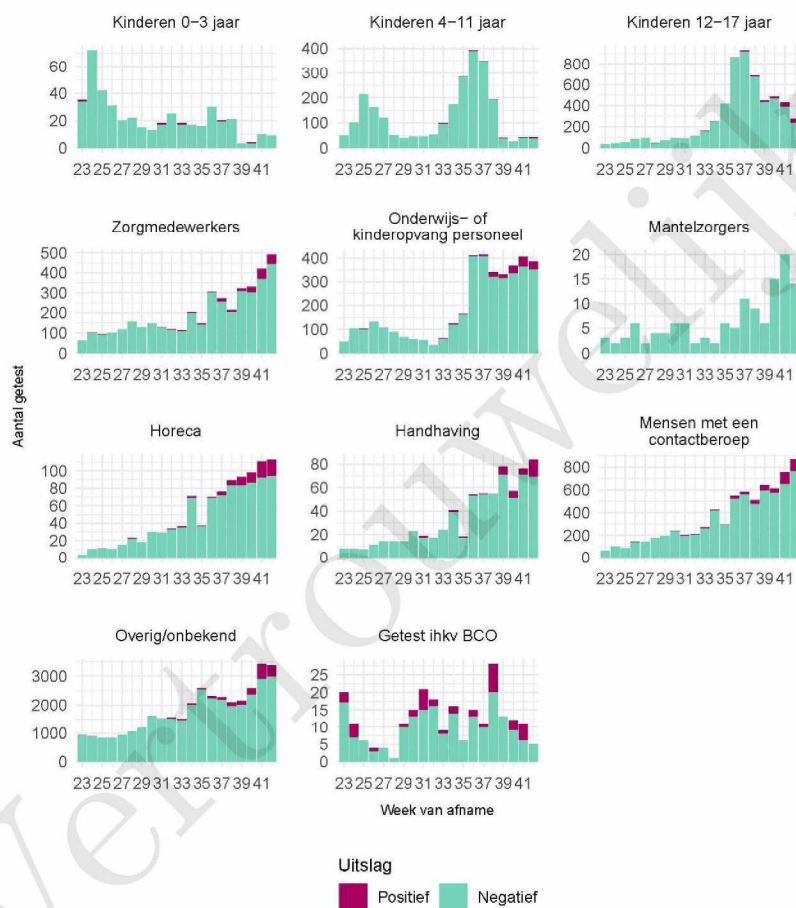 Kinderen 0−3 jaar
Kinderen 4−11 jaar
Kinderen 12−17 jaar
60
40
20
0
23 25 27 29 31 33 35 37 39 41
400
300
200
100
0
23 25 27 29 31 33 35 37 39 41
800
600
400
200
0
23 25 27 29 31 33 35 37 39 41
Zorgmedewerkers
Onderwijs− of
kinderopvang personeel
Mantelzorgers
500
400
300
200
100
0
23 25 27 29 31 33 35 37 39 41
400
300
200
100
0
23 25 27 29 31 33 35 37 39 41
20
15
10
5
0
23 25 27 29 31 33 35 37 39 41
Aantal getest
Horeca
Handhaving
Mensen met een
contactberoep
100
80
60
40
20
0
23 25 27 29 31 33 35 37 39 41
80
60
40
20
0
23 25 27 29 31 33 35 37 39 41
800
600
400
200
0
23 25 27 29 31 33 35 37 39 41
Overig/onbekend
Getest ihkv BCO
3000
2000
1000
0
23 25 27 29 31 33 35 37 39 41
25
20
15
10
5
0
23 25 27 29 31 33 35 37 39 41
Week van afname
Uitslag
Positief
Negatief
Vertrouwelijk